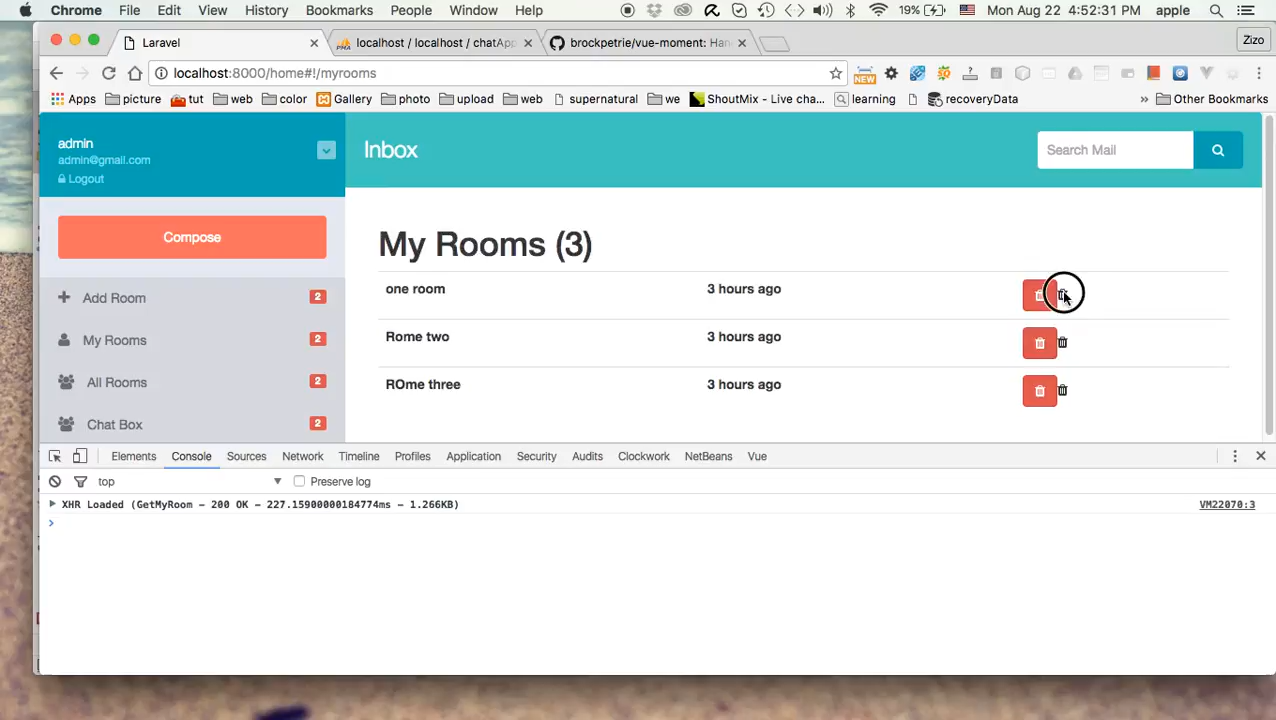 Chrome File Edit View History Bookmarks People Window Help 19% Mon Aug 22 4:52:31 PM apple
Laravel localhost / localhost / chatApp brockpetrie/vue-moment: Han Zizo
localhost:8000/home#!/myrooms NEW
Apps picture tut web color Gallery photo upload web supernatural we ShoutMix - Live cha... learning recoveryData » Other Bookmarks
admin
admin@gmail.com
Logout
Inbox
Search Mail
Compose
Add Room 2
My Rooms 2
All Rooms 2
Chat Box 2
My Rooms (3)
one room 3 hours ago
Rome two 3 hours ago
ROme three 3 hours ago
Elements Console Sources Network Timeline Profiles Application Security Audits Clockwork NetBeans Vue
top Preserve log
XHR Loaded (GetMyRoom - 200 OK - 227.15900000184774ms - 1.266KB) VM22070:3